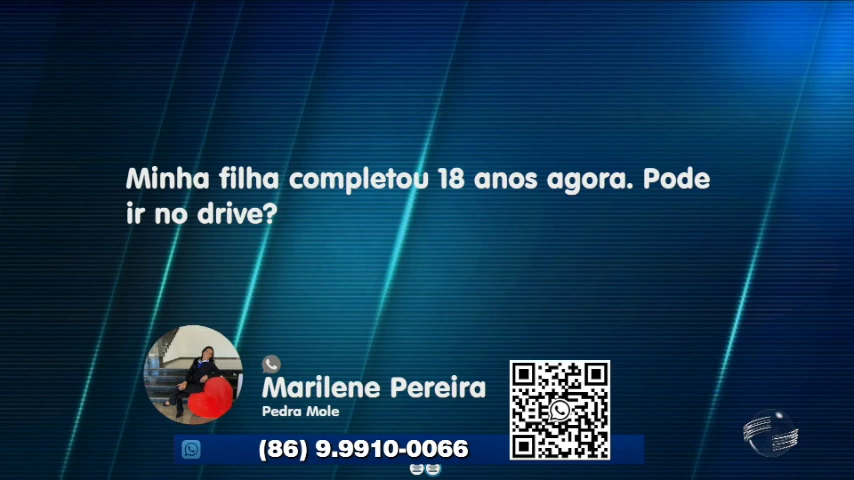 Minha filha completou 18 anos agora. Pode
ir no drive?
Marilene Pereira
Pedra Mole
(86) 9.9910-0066